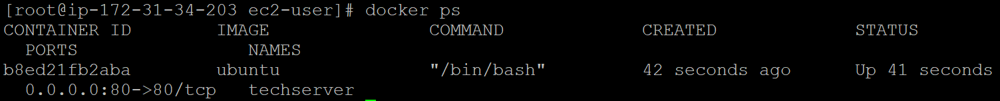 [root@ip-172-31-34-203 ec2-user]# docker ps
CONTAINER ID        IMAGE               COMMAND             CREATED             STATUS
  PORTS                NAMES
b8ed21fb2aba        ubuntu              "/bin/bash"         42 seconds ago      Up 41 seconds
  0.0.0.0:80->80/tcp   techserver